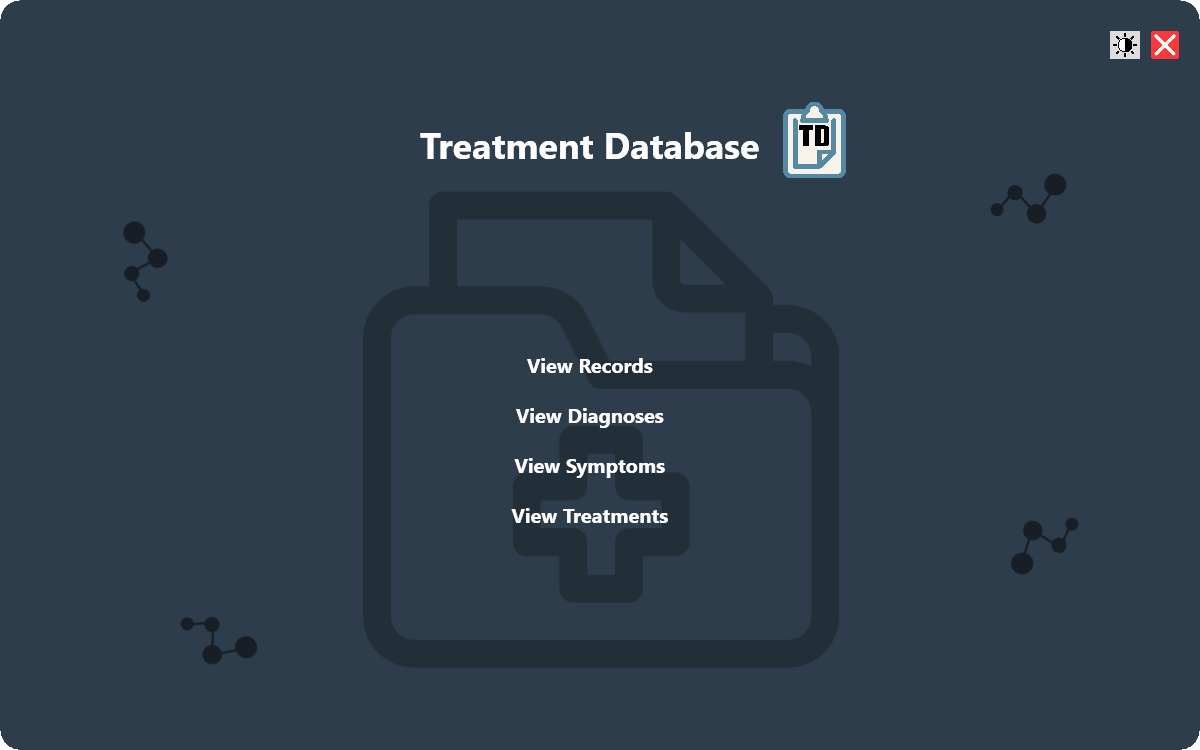 Treatment Database
TD
View Records
View Diagnoses
View Symptoms
View Treatments